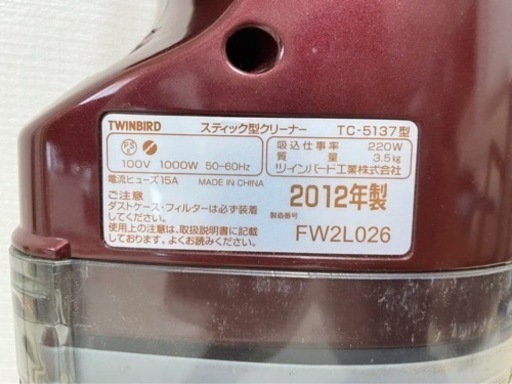 TWINBIRD スティック型クリーナー TC-5137型
PS E
100V 1000W 50-60Hz
吸込仕事率 220W
質量 3.5kg
ツインバード工業株式会社
電流ヒューズ15A MADE IN CHINA
ご注意
ダストケース・フィルターは必ず装着
してください。
使用上の注意は、取扱説明書に記載
しております。よくお読みください。
2012年製
製造番号
FW2L026